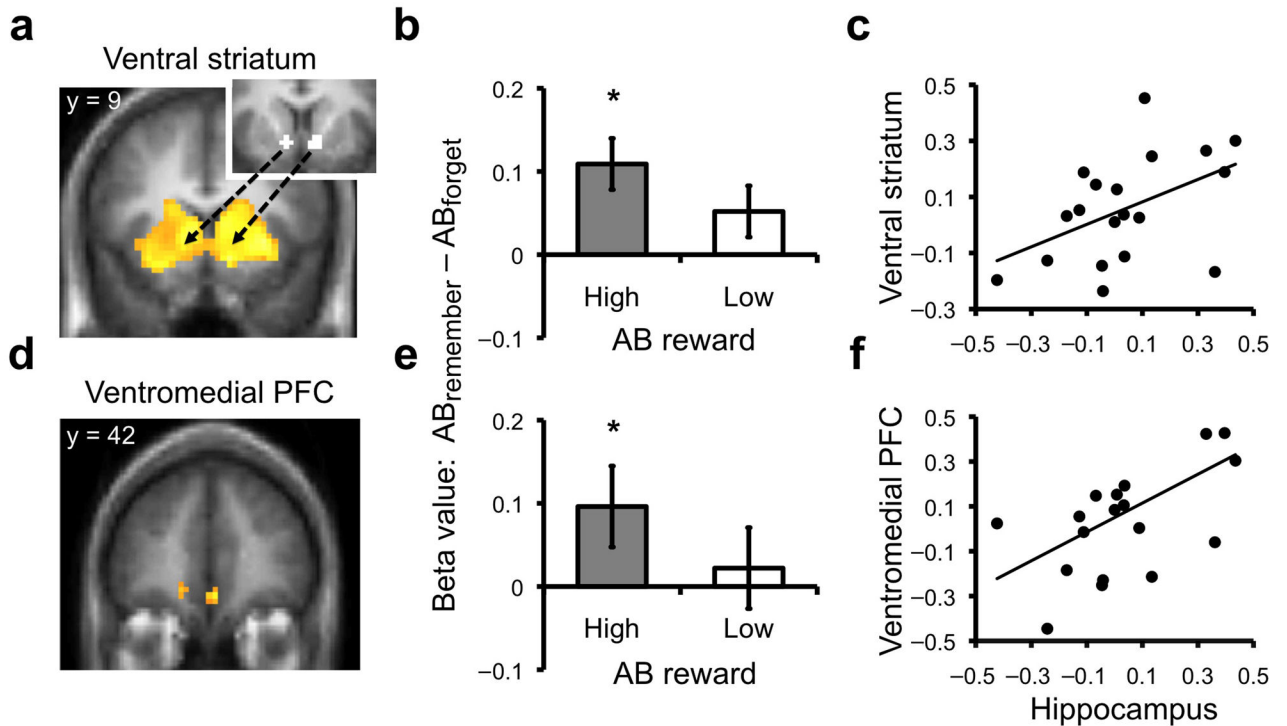 a
Ventral striatum
y = 9
b
Beta value: ABremember – ABforget
0.2
*
0.1
0
–0.1
High
Low
AB reward
c
Ventral striatum
0.5
0.3
0.1
–0.1
–0.3
–0.5
–0.3
–0.1
0.1
0.3
0.5
d
Ventromedial PFC
y = 42
e
0.2
*
0.1
0
–0.1
High
Low
AB reward
f
Ventromedial PFC
0.5
0.3
0.1
–0.1
–0.3
–0.5
–0.5
–0.3
–0.1
0.1
0.3
0.5
Hippocampus